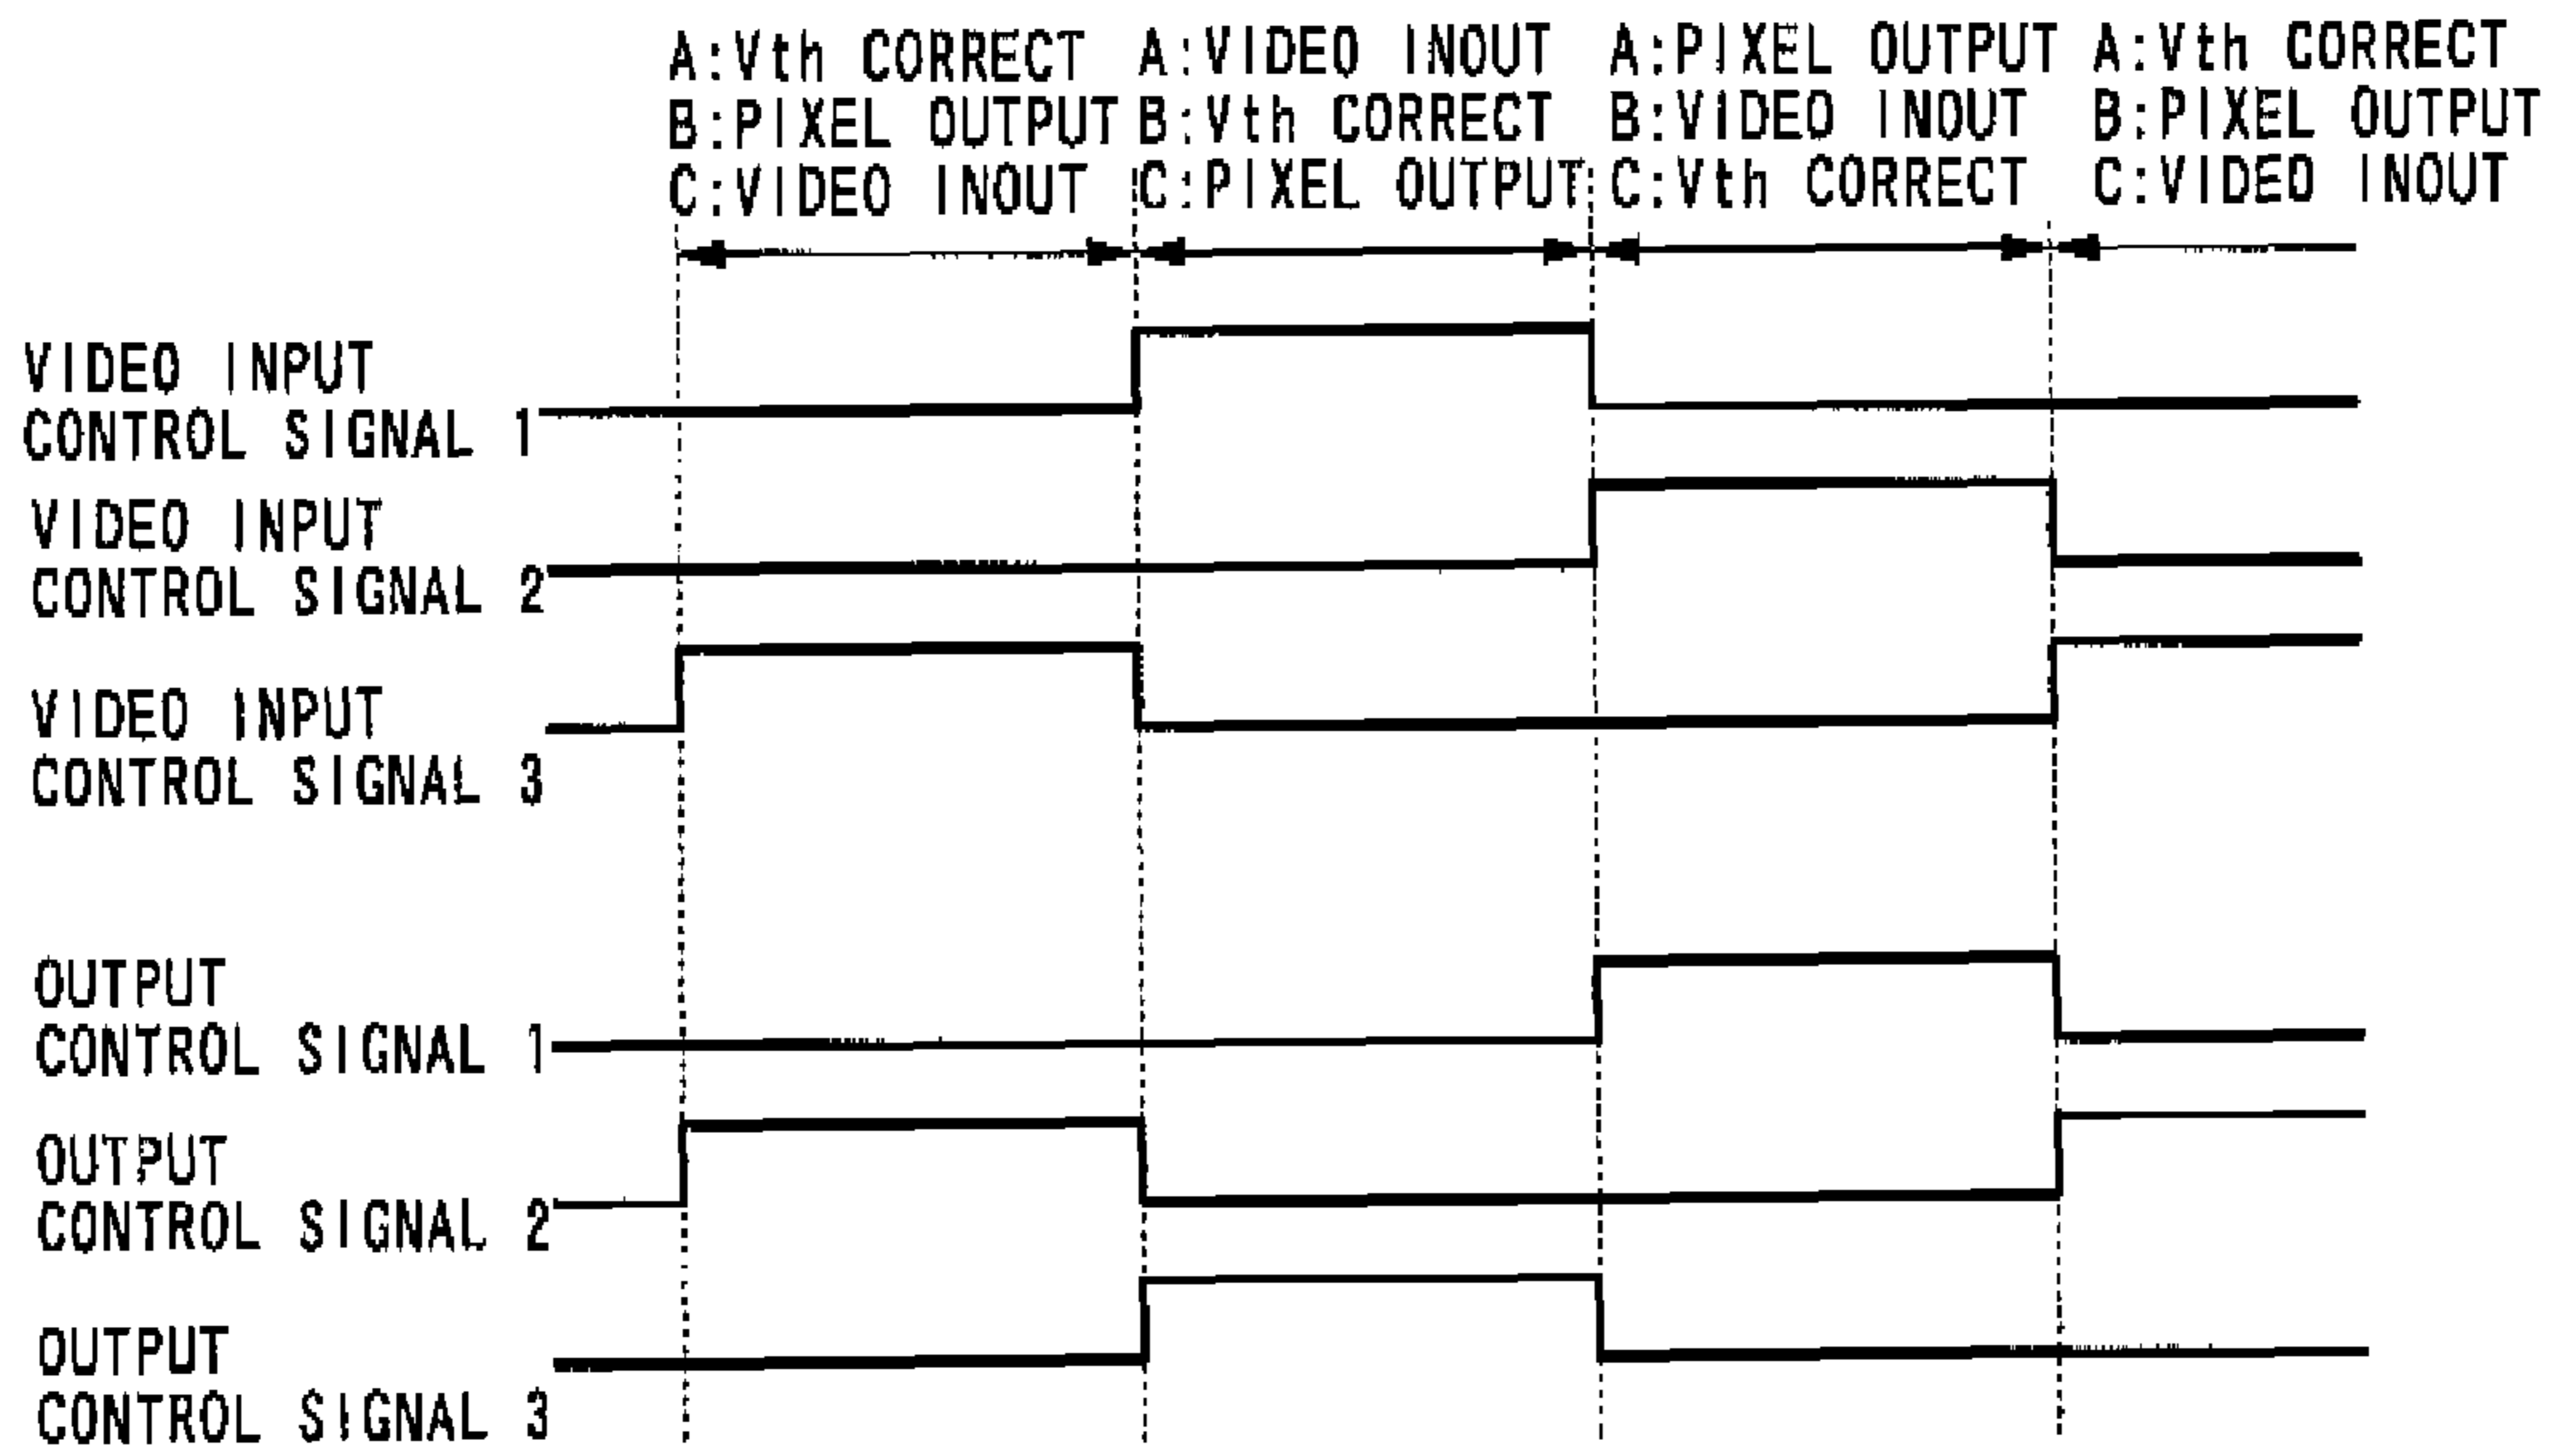 A:Vth CORRECT A:VIDEO INOUT A:PIXEL OUTPUT A:Vth CORRECT
B:PIXEL OUTPUT B:Vth CORRECT B:VIDEO INOUT B:PIXEL OUTPUT
C:VIDEO INOUT C:PIXEL OUTPUT C:Vth CORRECT C:VIDEO INOUT
VIDEO INPUT
CONTROL SIGNAL 1
VIDEO INPUT
CONTROL SIGNAL 2
VIDEO INPUT
CONTROL SIGNAL 3
OUTPUT
CONTROL SIGNAL 1
OUTPUT
CONTROL SIGNAL 2
OUTPUT
CONTROL SIGNAL 3